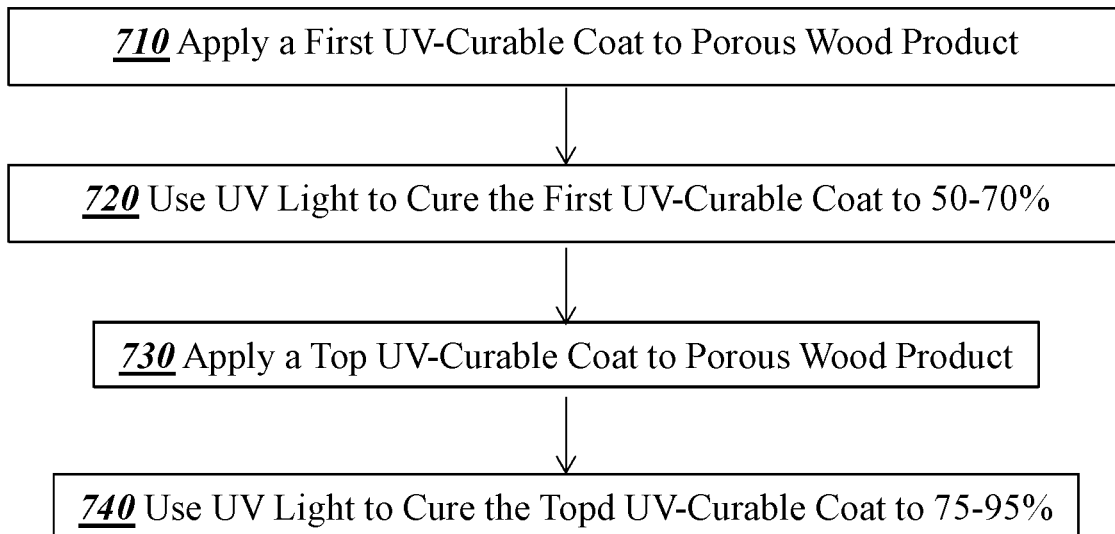 710 Apply a First UV-Curable Coat to Porous Wood Product
720 Use UV Light to Cure the First UV-Curable Coat to 50-70%
730 Apply a Top UV-Curable Coat to Porous Wood Product
740 Use UV Light to Cure the Topd UV-Curable Coat to 75-95%